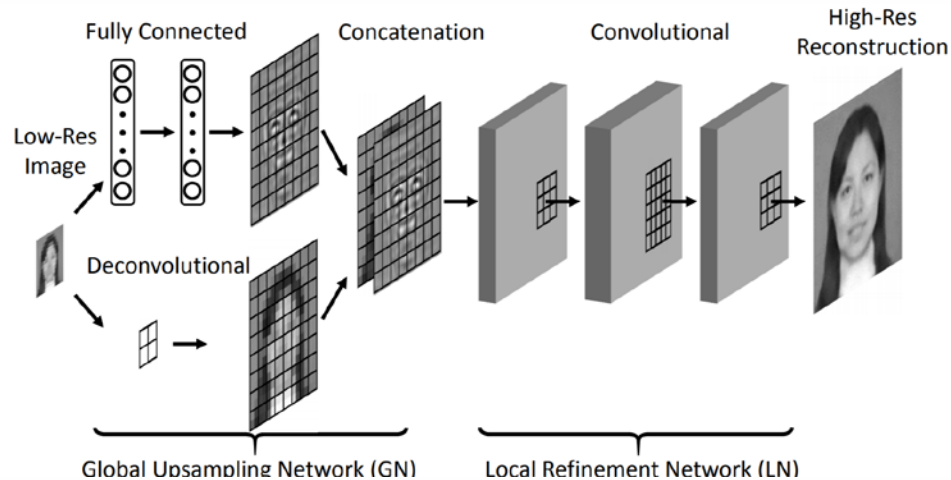 Fully Connected
Concatenation
Convolutional
High-Res
Reconstruction
Low-Res
Image
Deconvolutional
Global Upsampling Network (GN)
Local Refinement Network (LN)